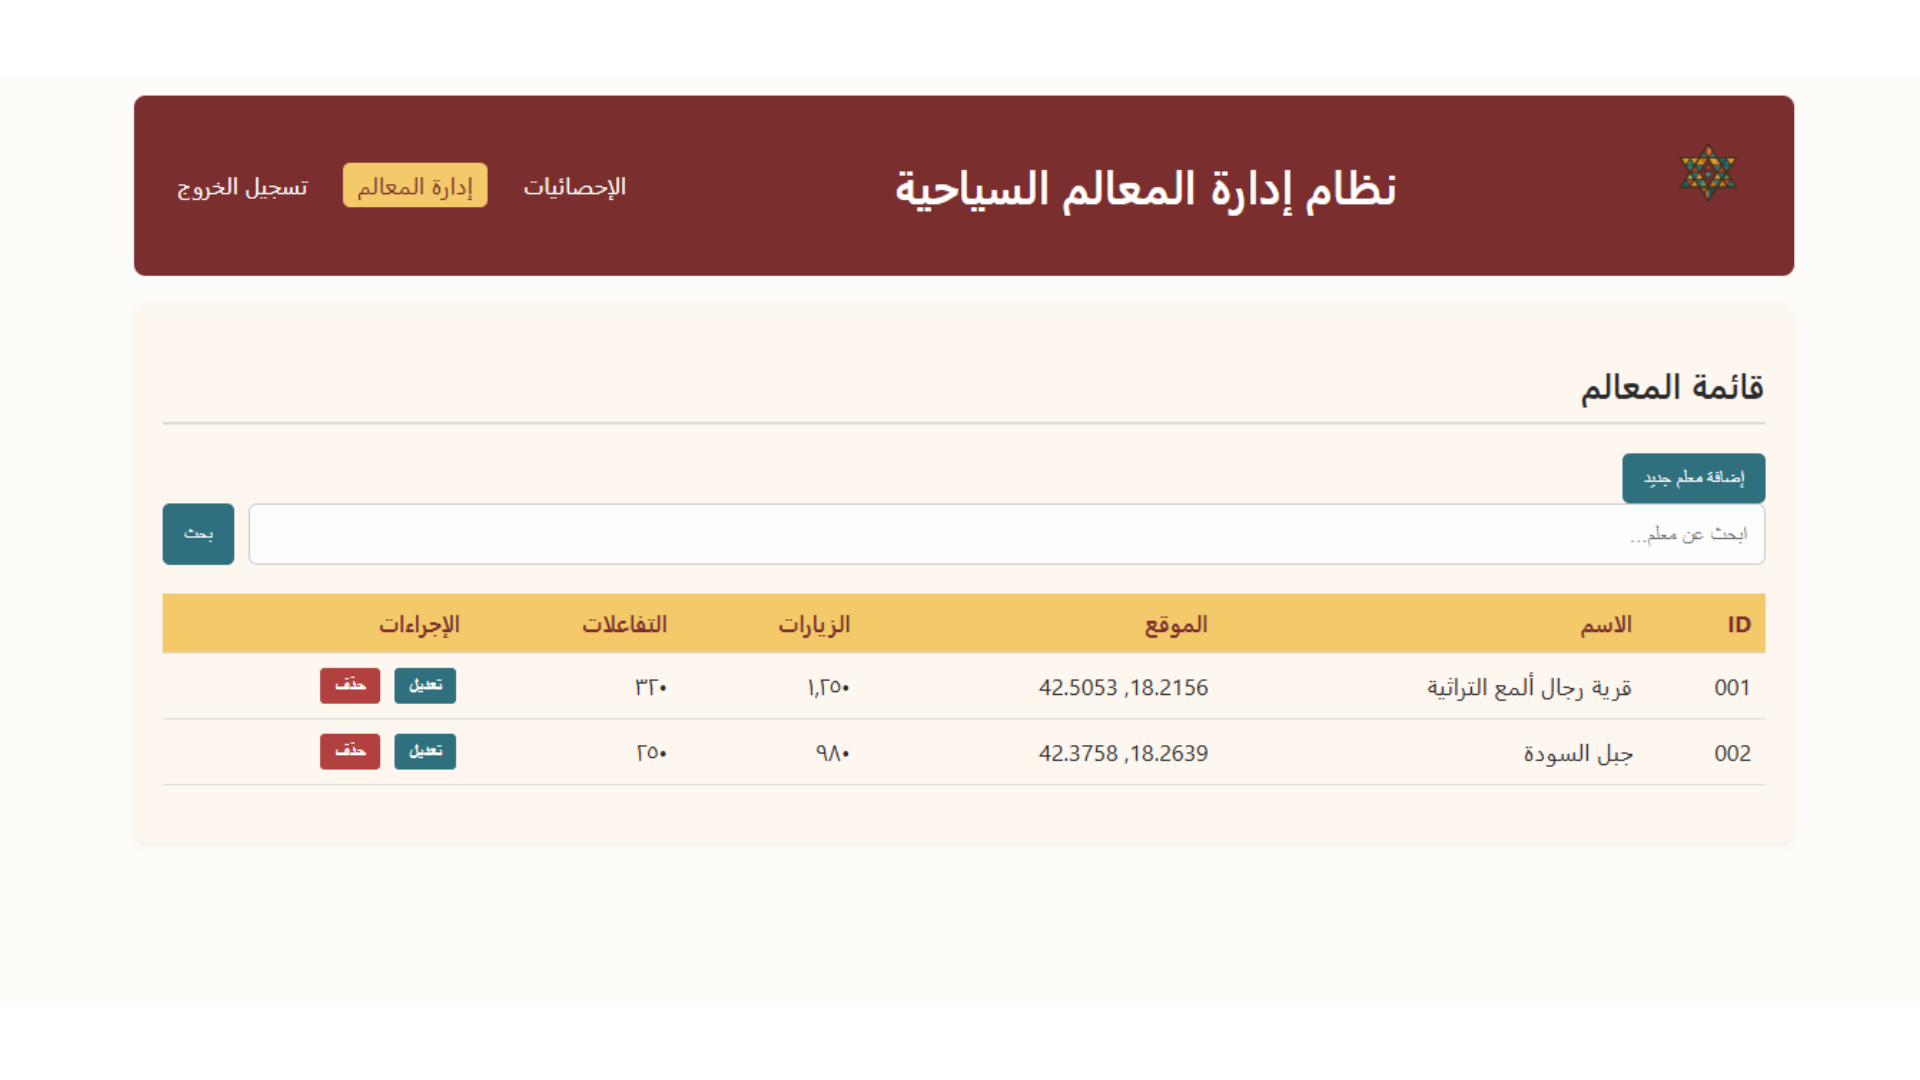 نظام إدارة المعالم السياحية
الإحصائيات إدارة المعالم تسجيل الخروج
قائمة المعالم
إضافة معلم جديد
ابحث عن معلم... بحث
ID الاسم الموقع الزيارات التفاعلات الإجراءات
001 قرية رجال ألمع التراثية 18.2156, 42.5053 ١,٢٥٠ ٣٢٠ تعديل حذف
002 جبل السودة 18.2639, 42.3758 ٩٨٠ ٢٥٠ تعديل حذف